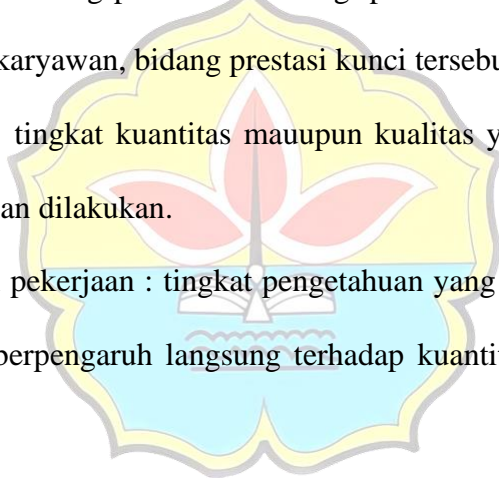 karyawan, bidang prestasi kunci tersebu
tingkat kuantitas mauupun kualitas y
an dilakukan.
pekerjaan : tingkat pengetahuan yang
berpengaruh langsung terhadap kuanti